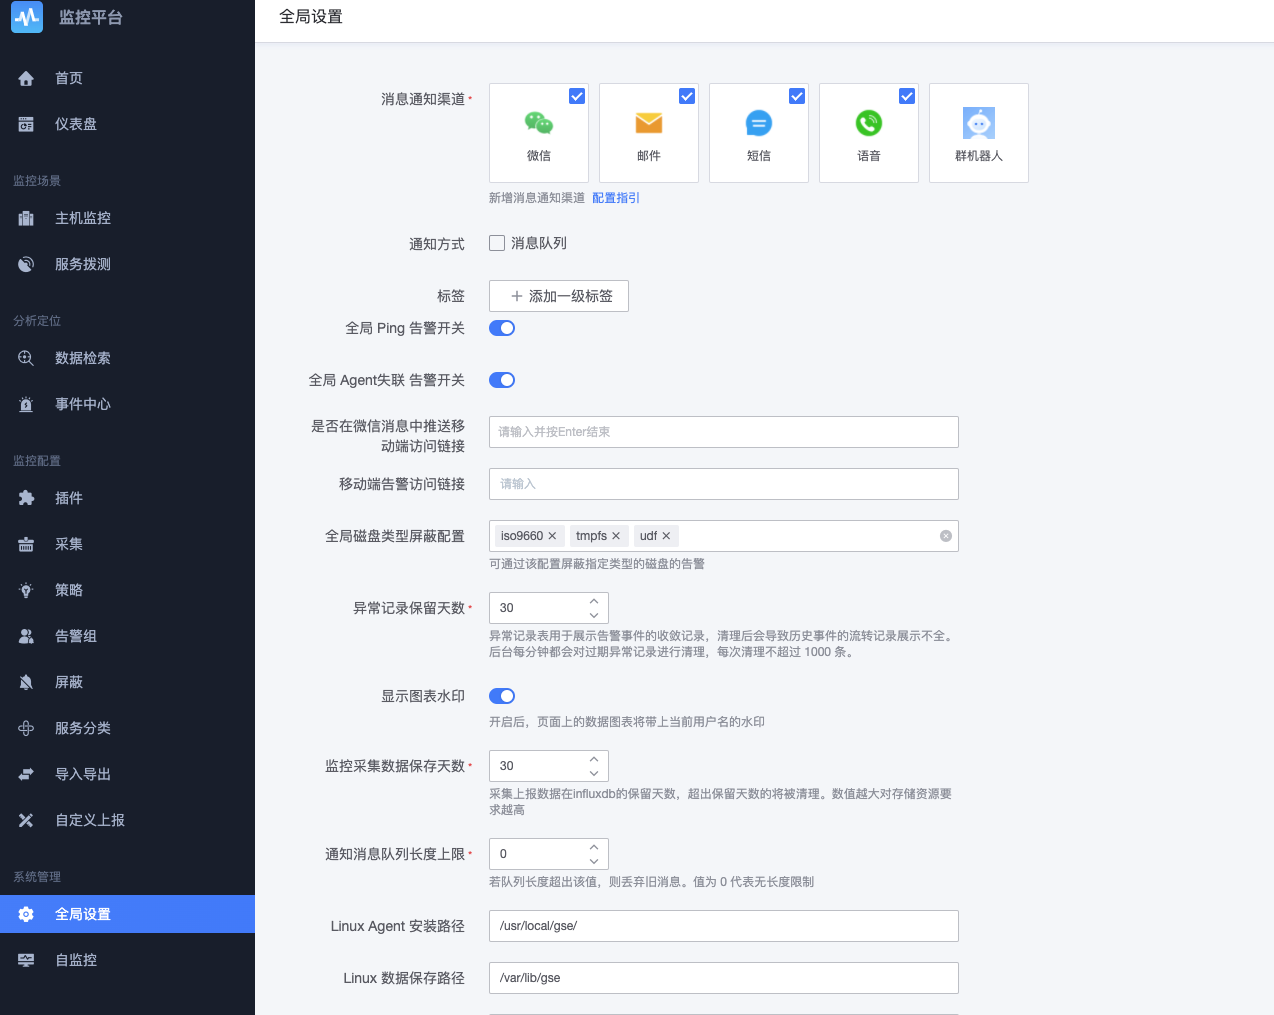 监控平台
首页
仪表盘
监控场景
主机监控
服务拨测
分析定位
数据检索
事件中心
监控配置
插件
采集
策略
告警组
屏蔽
服务分类
导入导出
自定义上报
系统管理
全局设置
自监控
全局设置
消息通知渠道*
微信
邮件
短信
语音
群机器人
新增消息通知渠道 配置指引
通知方式
消息队列
标签
添加一级标签
全局 Ping 告警开关
全局 Agent失联 告警开关
是否在微信消息中推送移
动端访问链接
请输入并按Enter结束
移动端告警访问链接
请输入
全局磁盘类型屏蔽配置
iso9660
tmpfs
udf
可通过该配置屏蔽指定类型的磁盘的告警
异常记录保留天数*
30
异常记录表用于展示告警事件的收敛记录，清理后会导致历史事件的流转记录展示不全。
后台每分钟都会对过期异常记录进行清理，每次清理不超过 1000 条。
显示图表水印
开启后，页面上的数据图表将带上当前用户名的水印
监控采集数据保存天数*
30
采集上报数据在influxdb的保留天数，超出保留天数的将被清理。数值越大对存储资源要
求越高
通知消息队列长度上限*
0
若队列长度超出该值，则丢弃旧消息。值为 0 代表无长度限制
Linux Agent 安装路径
/usr/local/gse/
Linux 数据保存路径
/var/lib/gse